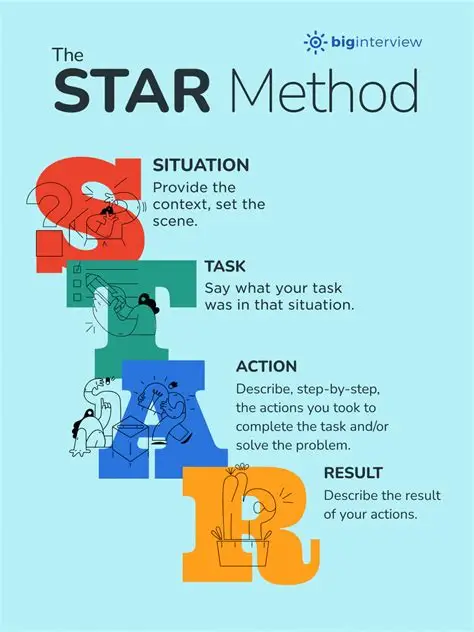 biginterview
The
STAR Method
S
SITUATION
Provide the
context, set the
scene.
T
TASK
Say what your task
was in that situation.
A
ACTION
Describe, step-by-step,
the actions you took to
complete the task and/or
solve the problem.
R
RESULT
Describe the result
of your actions.